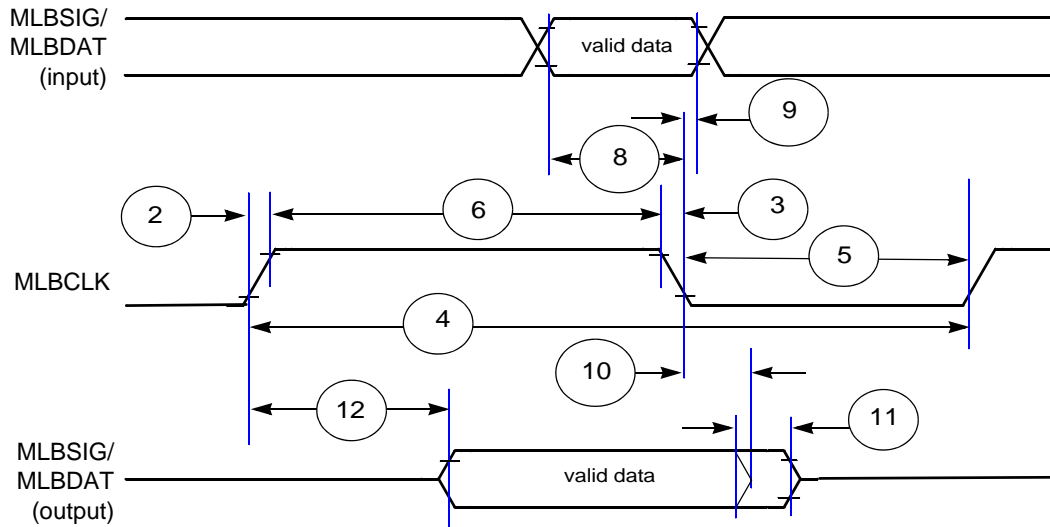 MLBSIG/
MLBDAT
(input)
valid data
9
8
2
6
3
5
MLBCLK
4
10
12
11
MLBSIG/
MLBDAT
(output)
valid data